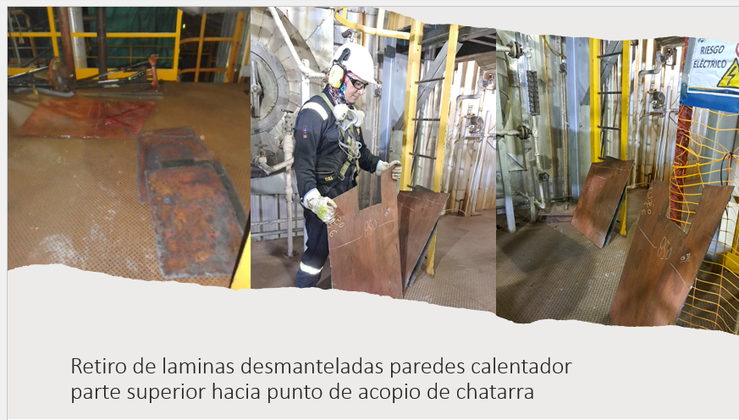 RIESGO
ELÉCTRICO
Retiro de laminas desmanteladas paredes calentador
parte superior hacia punto de acopio de chatarra